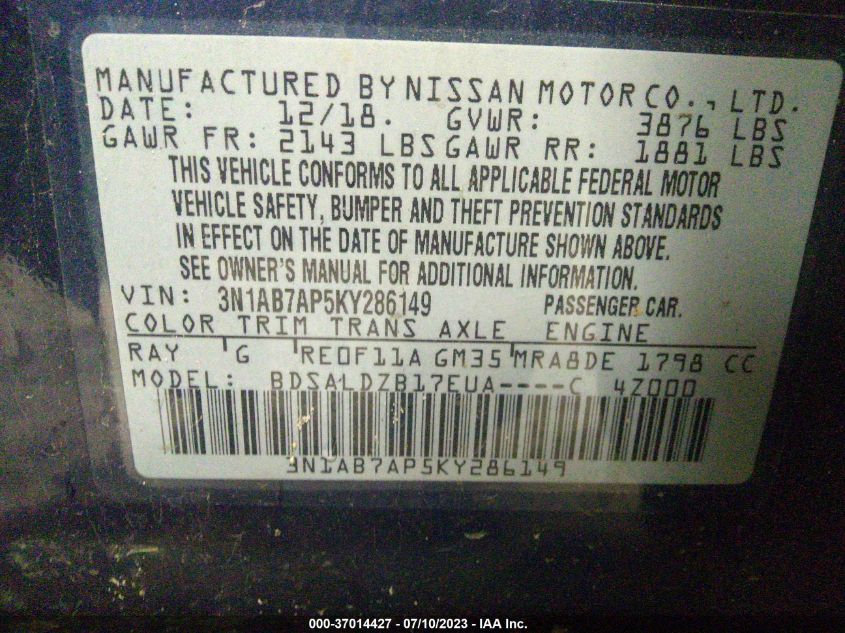 MANUFACTURED BY NISSAN MOTOR CO., LTD.
DATE: 12/18. GVWR: 3876 LBS
GAWR FR: 2143 LBS GAWR RR: 1881 LBS
THIS VEHICLE CONFORMS TO ALL APPLICABLE FEDERAL MOTOR
VEHICLE SAFETY, BUMPER AND THEFT PREVENTION STANDARDS
IN EFFECT ON THE DATE OF MANUFACTURE SHOWN ABOVE.
SEE OWNER'S MANUAL FOR ADDITIONAL INFORMATION.
VIN: 3N1AB7AP5KY286149 PASSENGER CAR.
COLOR TRIM TRANS AXLE ENGINE
RAY G RE0F11A GM35 MRA8DE 1798 CC
MODEL: BDSALDZB17EUA----C 4Z000
3N1AB7AP5KY286149
000-37014427 - 07/10/2023 - IAA Inc.